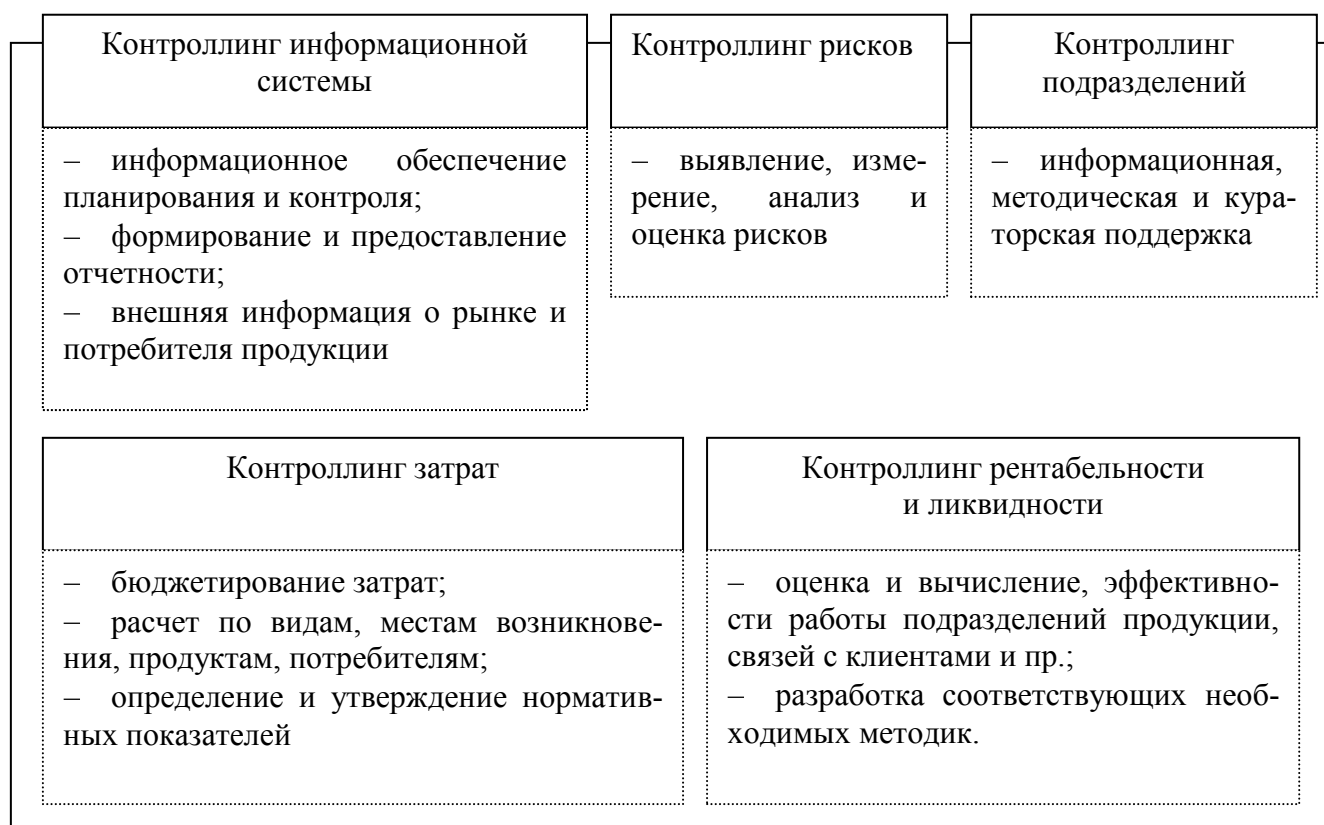 Контроллинг информационной
системы
– информационное обеспечение
планирования и контроля;
– формирование и предоставление
отчетности;
– внешняя информация о рынке и
потребителя продукции
Контроллинг рисков
– выявление, изме-
рение, анализ и
оценка рисков
Контроллинг
подразделений
– информационная,
методическая и кура-
торская поддержка
Контроллинг затрат
– бюджетирование затрат;
– расчет по видам, местам возникнове-
ния, продуктам, потребителям;
– определение и утверждение норматив-
ных показателей
Контроллинг рентабельности
и ликвидности
– оценка и вычисление, эффективно-
сти работы подразделений продукции,
связей с клиентами и пр.;
– разработка соответствующих необ-
ходимых методик.